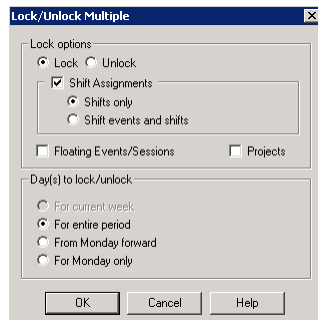 Lock/Unlock Multiple
Lock options
Lock Unlock
Shift Assignments
Shifts only
Shift events and shifts
Floating Events/Sessions Projects
Day(s) to lock/unlock
For current week
For entire period
From Monday forward
For Monday only
OK Cancel Help